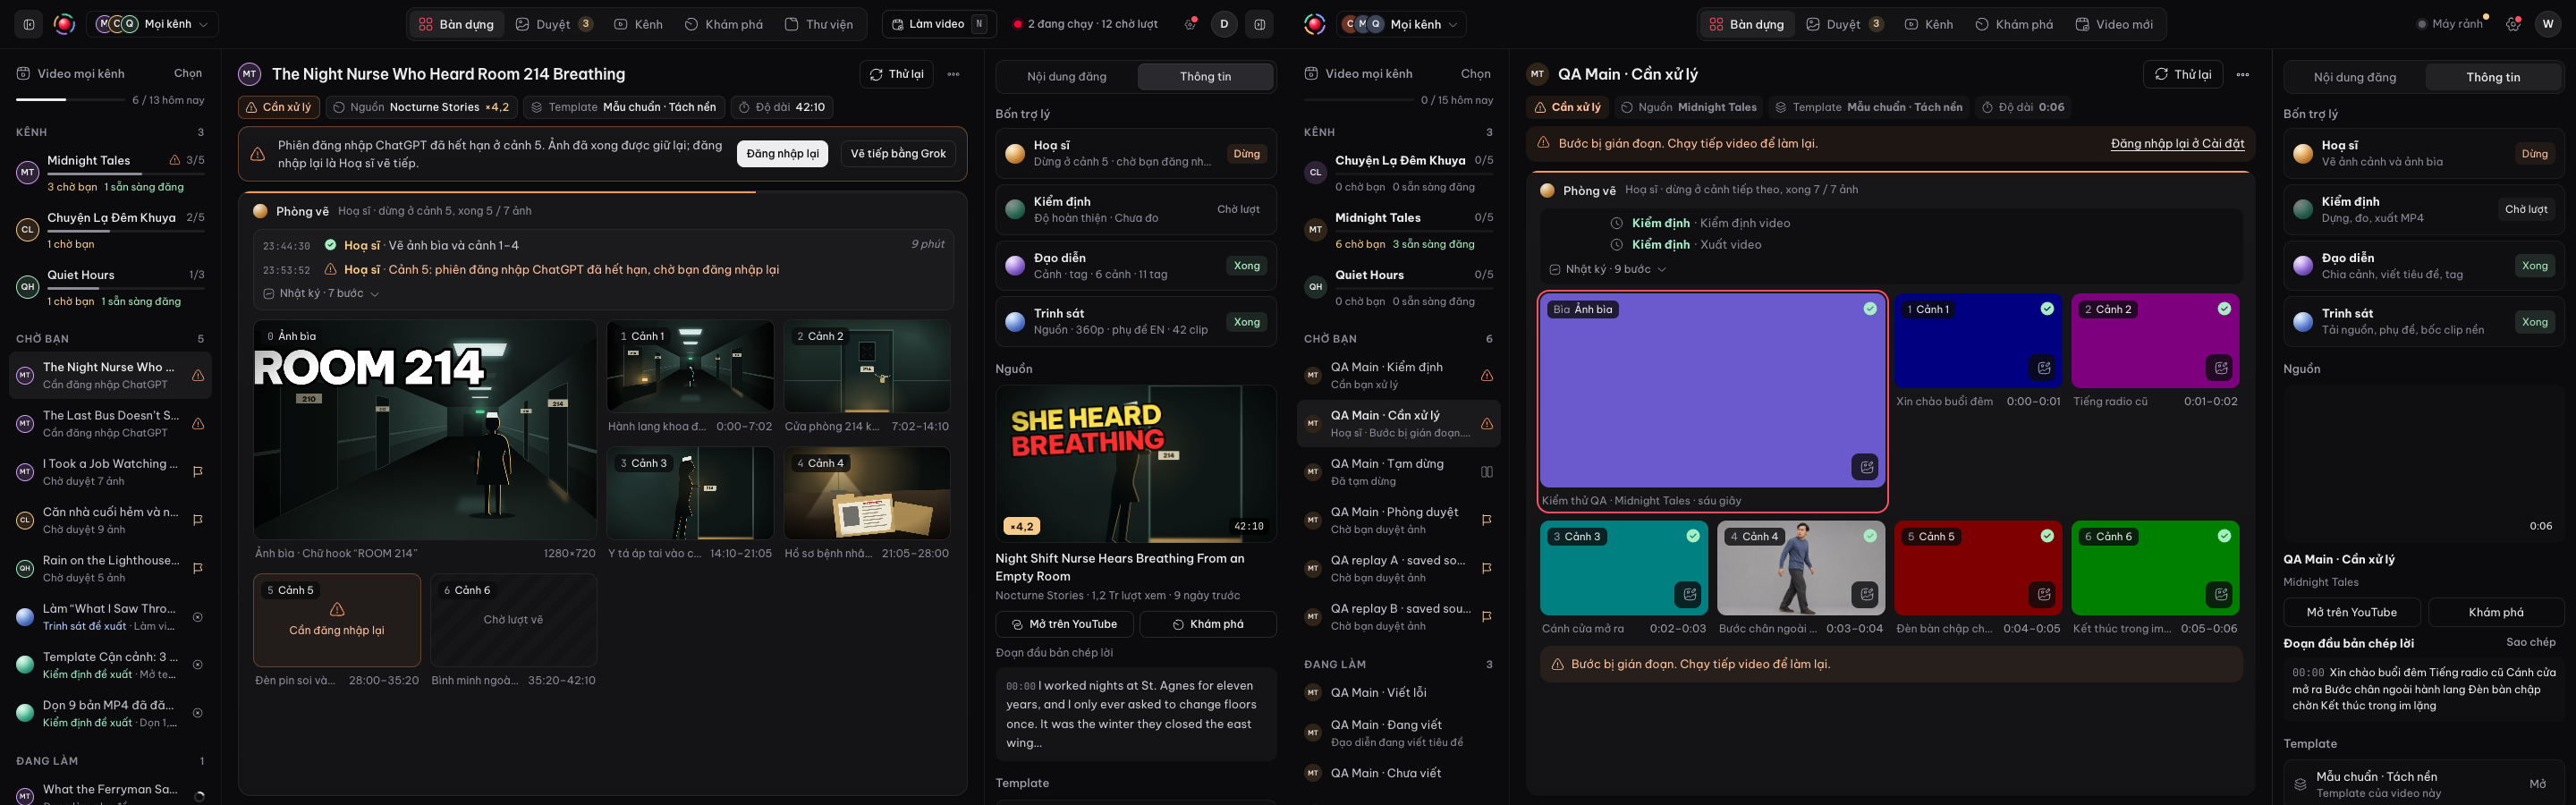 Mọi kênh
Bàn dựng
Duyệt 3
Kênh
Khám phá
Thư viện
Làm video N
2 đang chạy · 12 chờ lượt
D
Video mọi kênh
Chọn
6 / 13 hôm nay
KÊNH 3
MT Midnight Tales 3/5
3 chờ bạn 1 sẵn sàng đăng
CL Chuyện Lạ Đêm Khuya 2/5
1 chờ bạn
QH Quiet Hours 1/3
1 chờ bạn 1 sẵn sàng đăng
CHỜ BẠN 5
MT The Night Nurse Who ...
Cần đăng nhập ChatGPT
MT The Last Bus Doesn't S...
Cần đăng nhập ChatGPT
MT I Took a Job Watching ...
Chờ duyệt 7 ảnh
CL Căn nhà cuối hẻm và n...
Chờ duyệt 9 ảnh
QH Rain on the Lighthouse...
Chờ duyệt 5 ảnh
Làm “What I Saw Thro...
Trinh sát đề xuất · Làm vi...
Template Cận cảnh: 3 ...
Kiểm định đề xuất · Mở te...
Dọn 9 bản MP4 đã đă...
Kiểm định đề xuất · Dọn 1,...
ĐANG LÀM 1
MT What the Ferryman Sa...
MT The Night Nurse Who Heard Room 214 Breathing
Thử lại
Cần xử lý
Nguồn Nocturne Stories ×4,2
Template Mẫu chuẩn · Tách nền
Độ dài 42:10
Phiên đăng nhập ChatGPT đã hết hạn ở cảnh 5. Ảnh đã xong được giữ lại; đăng
nhập lại là Hoạ sĩ vẽ tiếp.
Đăng nhập lại
Vẽ tiếp bằng Grok
Phòng vẽ Hoạ sĩ · dừng ở cảnh 5, xong 5 / 7 ảnh
23:44:30 Hoạ sĩ · Vẽ ảnh bìa và cảnh 1–4 9 phút
23:53:52 Hoạ sĩ · Cảnh 5: phiên đăng nhập ChatGPT đã hết hạn, chờ bạn đăng nhập lại
Nhật ký · 7 bước
0 Ảnh bìa
ROOM 214
210
214
1 Cảnh 1
2 Cảnh 2
Hành lang khoa đ... 0:00–7:02
Cửa phòng 214 k... 7:02–14:10
3 Cảnh 3
214
4 Cảnh 4
Ảnh bìa · Chữ hook “ROOM 214” 1280×720
Y tá áp tai vào c... 14:10–21:05
Hồ sơ bệnh nhâ... 21:05–28:00
5 Cảnh 5
Cần đăng nhập lại
6 Cảnh 6
Chờ lượt vẽ
Đèn pin soi và... 28:00–35:20
Bình minh ngoà... 35:20–42:10
Nội dung đăng
Thông tin
Bốn trợ lý
Hoạ sĩ
Dừng ở cảnh 5 · chờ bạn đăng nh...
Dừng
Kiểm định
Độ hoàn thiện · Chưa đo
Chờ lượt
Đạo diễn
Cảnh · tag · 6 cảnh · 11 tag
Xong
Trinh sát
Nguồn · 360p · phụ đề EN · 42 clip
Xong
Nguồn
SHE HEARD
BREATHING
214
×4,2
42:10
Night Shift Nurse Hears Breathing From an
Empty Room
Nocturne Stories · 1,2 Tr lượt xem · 9 ngày trước
Mở trên YouTube
Khám phá
Đoạn đầu bản chép lời
00:00 I worked nights at St. Agnes for eleven
years, and I only ever asked to change floors
once. It was the winter they closed the east
wing...
Template
C M Q Mọi kênh
Bàn dựng
Duyệt 3
Kênh
Khám phá
Video mới
Máy rảnh
W
Video mọi kênh
Chọn
0 / 15 hôm nay
KÊNH 3
CL Chuyện Lạ Đêm Khuya 0/5
0 chờ bạn 0 sẵn sàng đăng
MT Midnight Tales 0/5
6 chờ bạn 3 sẵn sàng đăng
QH Quiet Hours 0/5
0 chờ bạn 0 sẵn sàng đăng
CHỜ BẠN 6
MT QA Main · Kiểm định
Cần bạn xử lý
MT QA Main · Cần xử lý
Hoạ sĩ · Bước bị gián đoạn....
MT QA Main · Tạm dừng
Đã tạm dừng
MT QA Main · Phòng duyệt
Chờ bạn duyệt ảnh
MT QA replay A · saved so...
Chờ bạn duyệt ảnh
MT QA replay B · saved sou...
Chờ bạn duyệt ảnh
ĐANG LÀM 3
MT QA Main · Viết lỗi
MT QA Main · Đang viết
Đạo diễn đang viết tiêu đề
MT QA Main · Chưa viết
MT QA Main · Cần xử lý
Thử lại
Cần xử lý
Nguồn Midnight Tales
Template Mẫu chuẩn · Tách nền
Độ dài 0:06
Bước bị gián đoạn. Chạy tiếp video để làm lại.
Đăng nhập lại ở Cài đặt
Phòng vẽ Hoạ sĩ · dừng ở cảnh tiếp theo, xong 7 / 7 ảnh
Kiểm định · Kiểm định video
Kiểm định · Xuất video
Nhật ký · 9 bước
Bìa Ảnh bìa
1 Cảnh 1
2 Cảnh 2
Xin chào buổi đêm 0:00–0:01
Tiếng radio cũ 0:01–0:02
Kiểm thử QA · Midnight Tales · sáu giây
3 Cảnh 3
4 Cảnh 4
5 Cảnh 5
6 Cảnh 6
Cánh cửa mở ra 0:02–0:03
Bước chân ngoài ... 0:03–0:04
Đèn bàn chập ch... 0:04–0:05
Kết thúc trong im... 0:05–0:06
Bước bị gián đoạn. Chạy tiếp video để làm lại.
Nội dung đăng
Thông tin
Bốn trợ lý
Hoạ sĩ
Vẽ ảnh cảnh và ảnh bìa
Dừng
Kiểm định
Dựng, đo, xuất MP4
Chờ lượt
Đạo diễn
Chia cảnh, viết tiêu đề, tag
Xong
Trinh sát
Tải nguồn, phụ đề, bốc clip nền
Xong
Nguồn
0:06
QA Main · Cần xử lý
Midnight Tales
Mở trên YouTube
Khám phá
Đoạn đầu bản chép lời
Sao chép
00:00 Xin chào buổi đêm Tiếng radio cũ Cánh cửa
mở ra Bước chân ngoài hành lang Đèn bàn chập
chờn Kết thúc trong im lặng
Template
Mẫu chuẩn · Tách nền
Template của video này
Mở